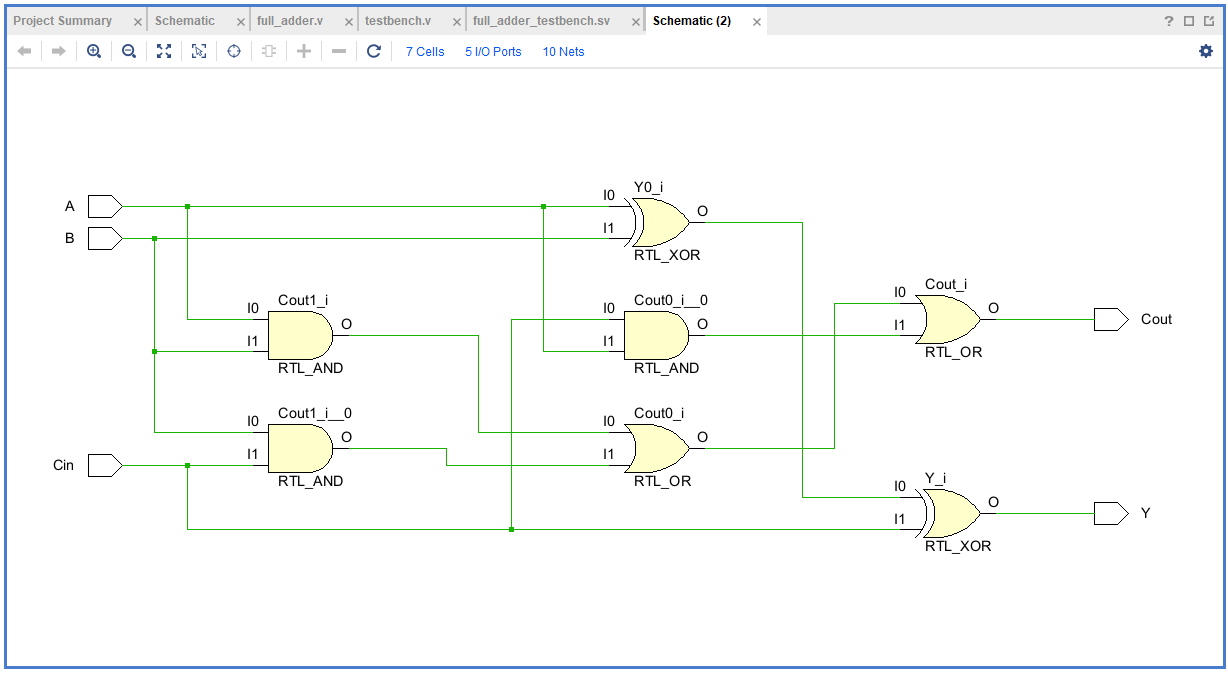 Project Summary × Schematic × full_adder.v × testbench.v × full_adder_testbench.sv × Schematic (2) × ?
7 Cells 5 I/O Ports 10 Nets
Y0_i
I0
A
O
I1
B
RTL_XOR
Cout_i
I0
O
Cout1_i
Cout0_i__0
I0
I0
Cout
O
O
I1
I1
I1
RTL_OR
RTL_AND
RTL_AND
Cout1_i__0
Cout0_i
I0
I0
O
O
I1
I1
Cin
RTL_AND
RTL_OR
Y_i
I0
O
Y
I1
RTL_XOR